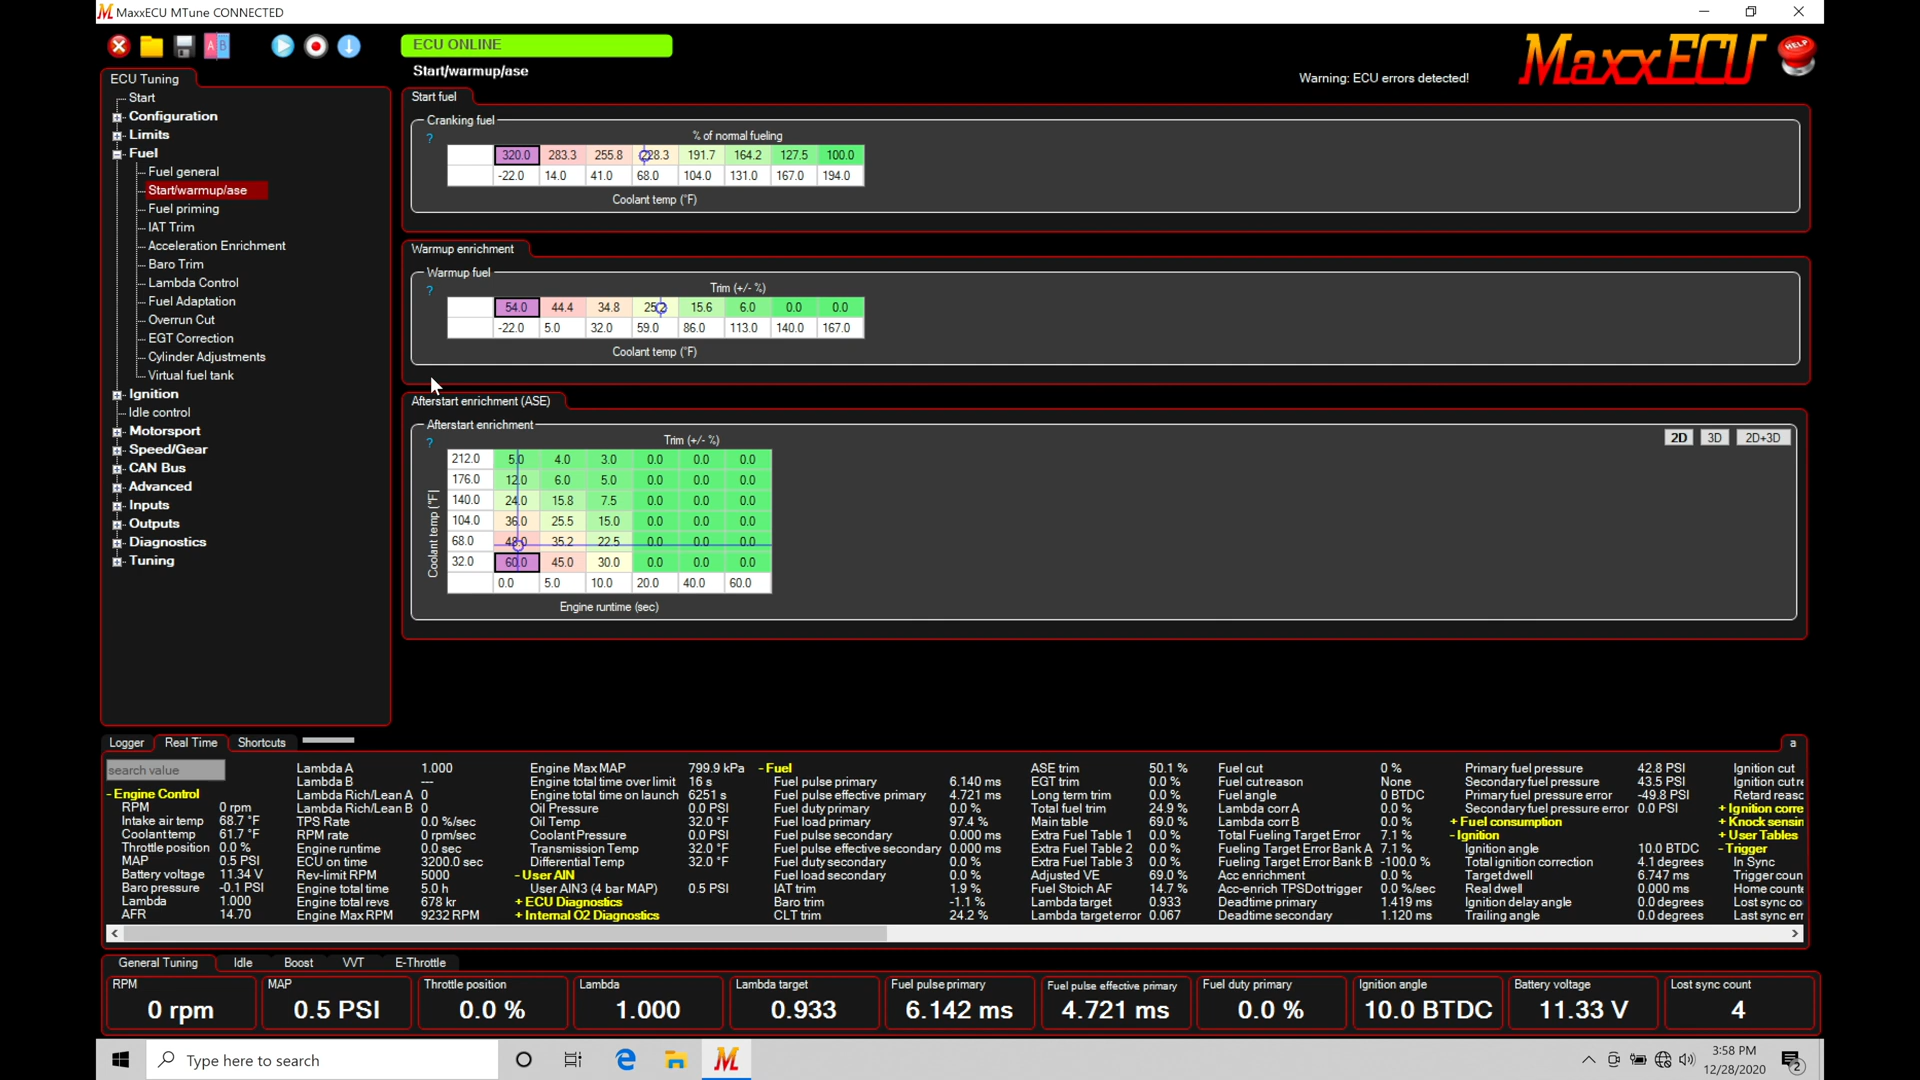 MaxxECU MTune CONNECTED
ECU ONLINE
Start/warmup/ase
Warning: ECU errors detected!
MaxxECU
HELP
ECU Tuning
Start
Configuration
Limits
Fuel
Fuel general
Start/warmup/ase
Fuel priming
IAT Trim
Acceleration Enrichment
Baro Trim
Lambda Control
Fuel Adaptation
Overrun Cut
EGT Correction
Cylinder Adjustments
Virtual fuel tank
Ignition
Idle control
Motorsport
Speed/Gear
CAN Bus
Advanced
Inputs
Outputs
Diagnostics
Tuning
Start fuel
Cranking fuel
?
% of normal fueling
320.0 283.3 255.8 228.3 191.7 164.2 127.5 100.0
-22.0 14.0 41.0 68.0 104.0 131.0 167.0 194.0
Coolant temp (°F)
Warmup enrichment
Warmup fuel
?
Trim (+/- %)
54.0 44.4 34.8 25.2 15.6 6.0 0.0 0.0
-22.0 5.0 32.0 59.0 86.0 113.0 140.0 167.0
Coolant temp (°F)
Afterstart enrichment (ASE)
Afterstart enrichment
?
Trim (+/- %)
2D 3D 2D+3D
Coolant temp (°F)
212.0 5.0 4.0 3.0 0.0 0.0 0.0
176.0 12.0 6.0 5.0 0.0 0.0 0.0
140.0 24.0 15.8 7.5 0.0 0.0 0.0
104.0 36.0 25.5 15.0 0.0 0.0 0.0
68.0 48.0 35.2 22.5 0.0 0.0 0.0
32.0 60.0 45.0 30.0 0.0 0.0 0.0
0.0 5.0 10.0 20.0 40.0 60.0
Engine runtime (sec)
Logger Real Time Shortcuts
a
search value
- Engine Control
RPM 0 rpm
Intake air temp 68.7 °F
Coolant temp 61.7 °F
Throttle position 0.0 %
MAP 0.5 PSI
Battery voltage 11.34 V
Baro pressure -0.1 PSI
Lambda 1.000
AFR 14.70
Lambda A 1.000
Lambda B ---
Lambda Rich/Lean A 0
Lambda Rich/Lean B 0
TPS Rate 0.0 %/sec
RPM rate 0 rpm/sec
Engine runtime 0.0 sec
ECU on time 3200.0 sec
Rev-limit RPM 5000
Engine total time 5.0 h
Engine total revs 678 kr
Engine Max RPM 9232 RPM
Engine Max MAP 799.9 kPa
Engine total time over limit 16 s
Engine total time on launch 6251 s
Oil Pressure 0.0 PSI
Oil Temp 32.0 °F
Coolant Pressure 0.0 PSI
Transmission Temp 32.0 °F
Differential Temp 32.0 °F
- User AIN
User AIN3 (4 bar MAP) 0.5 PSI
+ ECU Diagnostics
+ Internal O2 Diagnostics
- Fuel
Fuel pulse primary 6.140 ms
Fuel pulse effective primary 4.721 ms
Fuel duty primary 0.0 %
Fuel load primary 97.4 %
Fuel pulse secondary 0.000 ms
Fuel pulse effective secondary 0.000 ms
Fuel duty secondary 0.0 %
Fuel load secondary 0.0 %
IAT trim 1.9 %
Baro trim -1.1 %
CLT trim 24.2 %
ASE trim 50.1 %
EGT trim 0.0 %
Long term trim 0.0 %
Total fuel trim 24.9 %
Main table 69.0 %
Extra Fuel Table 1 0.0 %
Extra Fuel Table 2 0.0 %
Extra Fuel Table 3 0.0 %
Adjusted VE 69.0 %
Fuel Stoich AF 14.7 %
Lambda target 0.933
Lambda target error 0.067
Fuel cut 0 %
Fuel cut reason None
Fuel angle 0 BTDC
Lambda corr A 0.0 %
Lambda corr B 0.0 %
Total Fueling Target Error 7.1 %
Fueling Target Error Bank A 7.1 %
Fueling Target Error Bank B -100.0 %
Acc enrichment 0.0 %
Acc-enrich TPSDot trigger 0.0 %/sec
Deadtime primary 1.419 ms
Deadtime secondary 1.120 ms
Primary fuel pressure 42.8 PSI
Secondary fuel pressure 43.5 PSI
Primary fuel pressure error -49.8 PSI
Secondary fuel pressure error 0.0 PSI
+ Fuel consumption
- Ignition
Ignition angle 10.0 BTDC
Total ignition correction 4.1 degrees
Target dwell 6.747 ms
Real dwell 0.000 ms
Ignition delay angle 0.0 degrees
Trailing angle 0.0 degrees
Ignition cut
Ignition cut re
Retard reasc
+ Ignition corre
+ Knock sensin
+ User Tables
- Trigger
In Sync
Trigger coun
Home counte
Lost sync co
Last sync err
General Tuning Idle Boost VVT E-Throttle
RPM
0 rpm
MAP
0.5 PSI
Throttle position
0.0 %
Lambda
1.000
Lambda target
0.933
Fuel pulse primary
6.142 ms
Fuel pulse effective primary
4.721 ms
Fuel duty primary
0.0 %
Ignition angle
10.0 BTDC
Battery voltage
11.33 V
Lost sync count
4
Type here to search
3:58 PM
12/28/2020
2